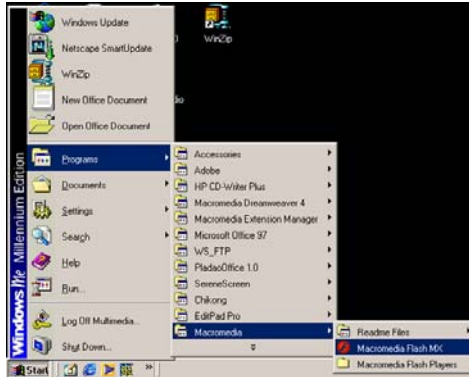 Windows Update
Netscape SmartUpdate
WinZip
WinZip
New Office Document
Open Office Document
Programs
Documents
Settings
Search
Help
Run...
Log Off Multimedia...
Shut Down...
Windows Me Millennium Edition
Accessories
Adobe
HP CD-Writer Plus
Macromedia Dreamweaver 4
Macromedia Extension Manager
Microsoft Office 97
WS_FTP
PladaoOffice 1.0
SereneScreen
Chikong
EditPad Pro
Macromedia
Readme Files
Macromedia Flash MX
Macromedia Flash Players
Start